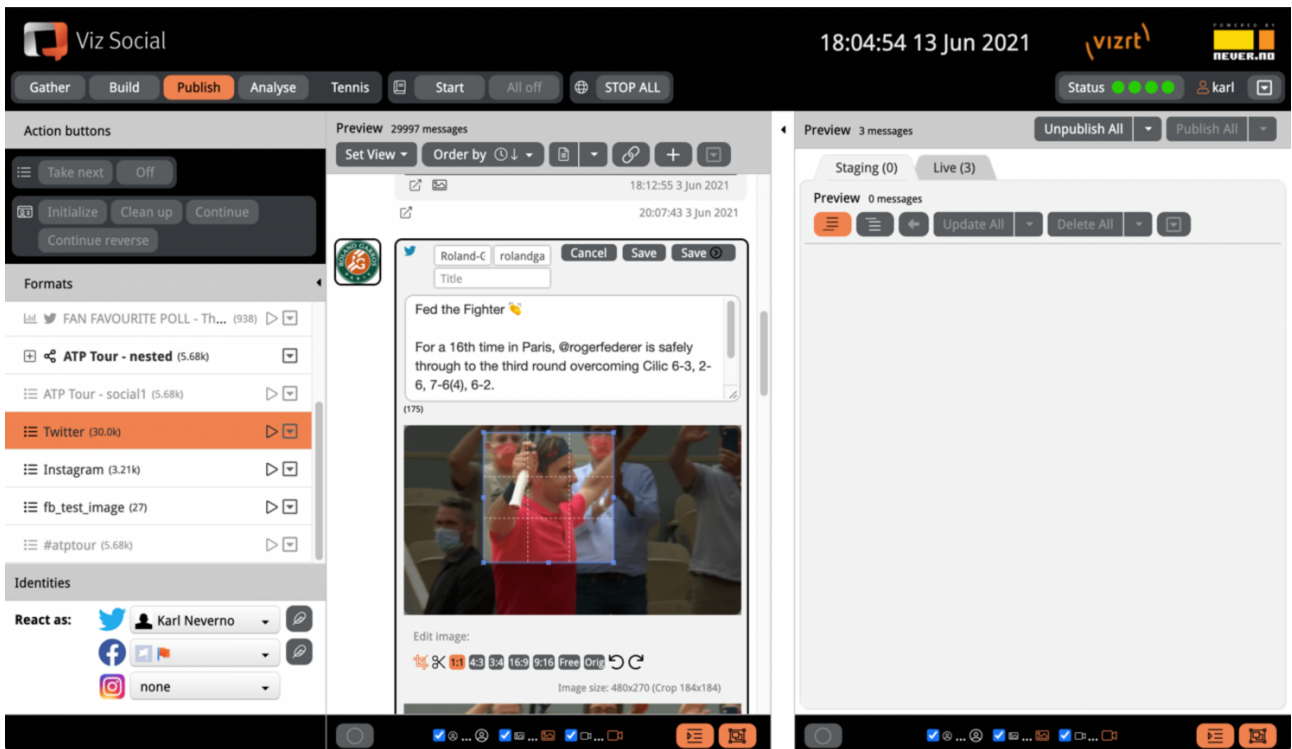 Viz Social
18:04:54 13 Jun 2021
vizrt
POWERED BY
NEVER.NO
Gather Build Publish Analyse Tennis Start All off STOP ALL
Status karl
Action buttons
Take next Off
Initialize Clean up Continue
Continue reverse
Formats
FAN FAVOURITE POLL - Th... (938)
ATP Tour - nested (5.68k)
ATP Tour - social1 (5.68k)
Twitter (30.0k)
Instagram (3.21k)
fb_test_image (27)
#atptour (5.68k)
Identities
React as: Karl Neverno
none
Preview 29997 messages
Set View Order by
18:12:55 3 Jun 2021
20:07:43 3 Jun 2021
ROLAND GARROS
Roland-G rolandga Cancel Save Save
Title
Fed the Fighter 👏
For a 16th time in Paris, @rogerfederer is safely
through to the third round overcoming Cilic 6-3, 2-
6, 7-6(4), 6-2.
(175)
Edit image:
1:1 4:3 3:4 16:9 9:16 Free Orig
Image size: 480x270 (Crop 184x184)
... ... ...
Preview 3 messages Unpublish All Publish All
Staging (0) Live (3)
Preview 0 messages
Update All Delete All
... ... ...